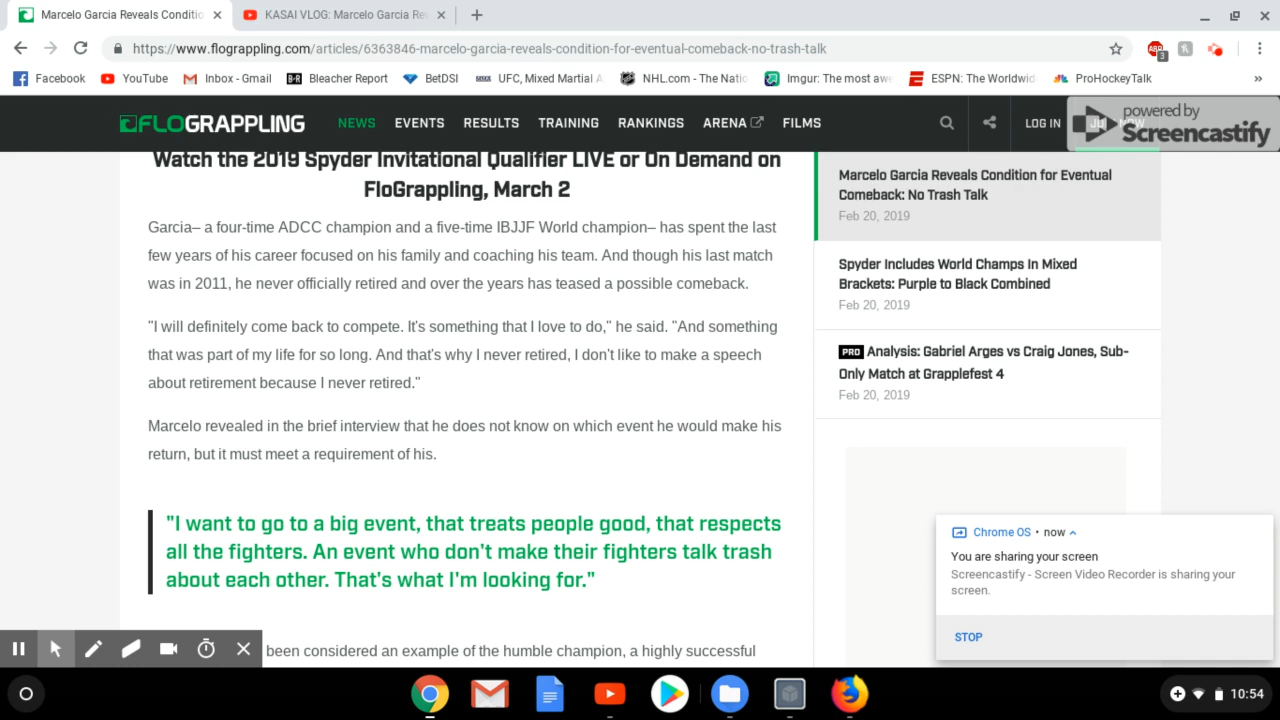 Marcelo Garcia Reveals Conditio
KASAI VLOG: Marcelo Garcia Re
https://www.flograppling.com/articles/6363846-marcelo-garcia-reveals-condition-for-eventual-comeback-no-trash-talk
ABP
3
Facebook
YouTube
Inbox - Gmail
B·R
Bleacher Report
BetDSI
UFC, Mixed Martial A
NHL.com - The Natio
Imgur: The most awe
ESPN: The Worldwid
ProHockeyTalk
»
FLOGRAPPLING
NEWS
EVENTS
RESULTS
TRAINING
RANKINGS
ARENA
FILMS
LOG IN
powered by
Screencastify
Watch the 2019 Spyder Invitational Qualifier LIVE or On Demand on
FloGrappling, March 2
Garcia– a four-time ADCC champion and a five-time IBJJF World champion– has spent the last
few years of his career focused on his family and coaching his team. And though his last match
was in 2011, he never officially retired and over the years has teased a possible comeback.
"I will definitely come back to compete. It's something that I love to do," he said. "And something
that was part of my life for so long. And that's why I never retired, I don't like to make a speech
about retirement because I never retired."
Marcelo revealed in the brief interview that he does not know on which event he would make his
return, but it must meet a requirement of his.
"I want to go to a big event, that treats people good, that respects
all the fighters. An event who don't make their fighters talk trash
about each other. That's what I'm looking for."
been considered an example of the humble champion, a highly successful
Marcelo Garcia Reveals Condition for Eventual
Comeback: No Trash Talk
Feb 20, 2019
Spyder Includes World Champs In Mixed
Brackets: Purple to Black Combined
Feb 20, 2019
PRO Analysis: Gabriel Arges vs Craig Jones, Sub-
Only Match at Grapplefest 4
Feb 20, 2019
Chrome OS • now
You are sharing your screen
Screencastify - Screen Video Recorder is sharing your
screen.
STOP
10:54